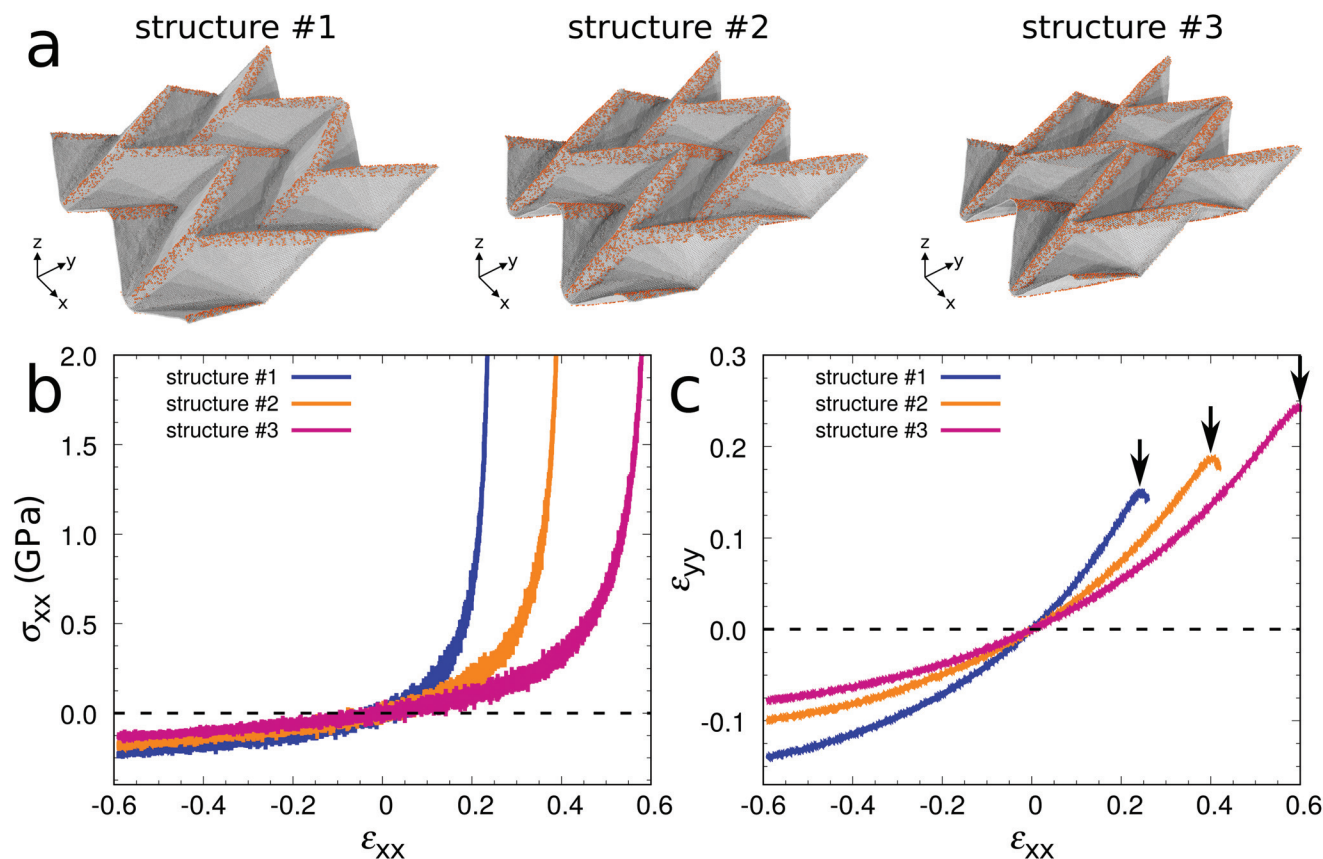 a
structure #1
structure #2
structure #3
z
y
x
z
y
x
z
y
x
b
structure #1
structure #2
structure #3
2.0
1.5
1.0
0.5
0.0
σxx (GPa)
-0.6
-0.4
-0.2
0
0.2
0.4
0.6
εxx
c
structure #1
structure #2
structure #3
0.3
0.2
0.1
0.0
-0.1
εyy
-0.6
-0.4
-0.2
0
0.2
0.4
0.6
εxx